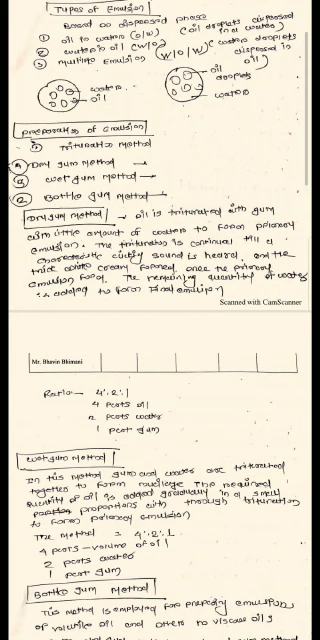 Types of Emulsion
Based on dispersed phase
① oil to water (o/w) (oil droplets dispersed in a water)
② water in oil (w/o)
③ multiple emulsion (w/o/w) (water droplets dispersed in oil)
water
oil
oil droplets
water
Preparation of Emulsion
Trituration method
Dry gum method →
wet gum method →
Bottle gum method →
Dry gum method → oil is triturated with gum
with little amount of water to form primary
emulsion. The trituration is continual till a
characteristic clicking sound is heard, and the
thick white cream formed, once the primary
emulsion form. The remaining quantity of water
is added to form final emulsion
Scanned with CamScanner
Mr. Bhavin Bhimani
Ratio — 4:2:1
4 parts oil
2 parts water
1 part gum
wet gum method
In this method gum and water are triturated
together to form mucilage The required
quantity of oil is added gradually in a small
proportions with through trituration
to form primary emulsion
The method = 4:2:1
4 parts - volume of oil
2 parts water
1 part gum
Bottle gum method
This method is employed for preparing emulsions
of volatile oil and others no viscous oils